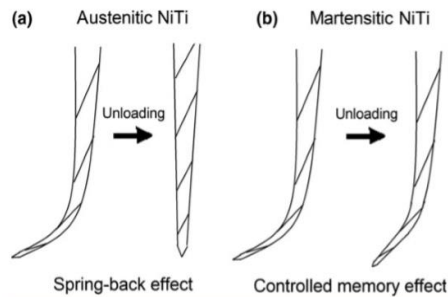 (a) Austenitic NiTi
(b) Martensitic NiTi
Unloading
Unloading
Spring-back effect
Controlled memory effect